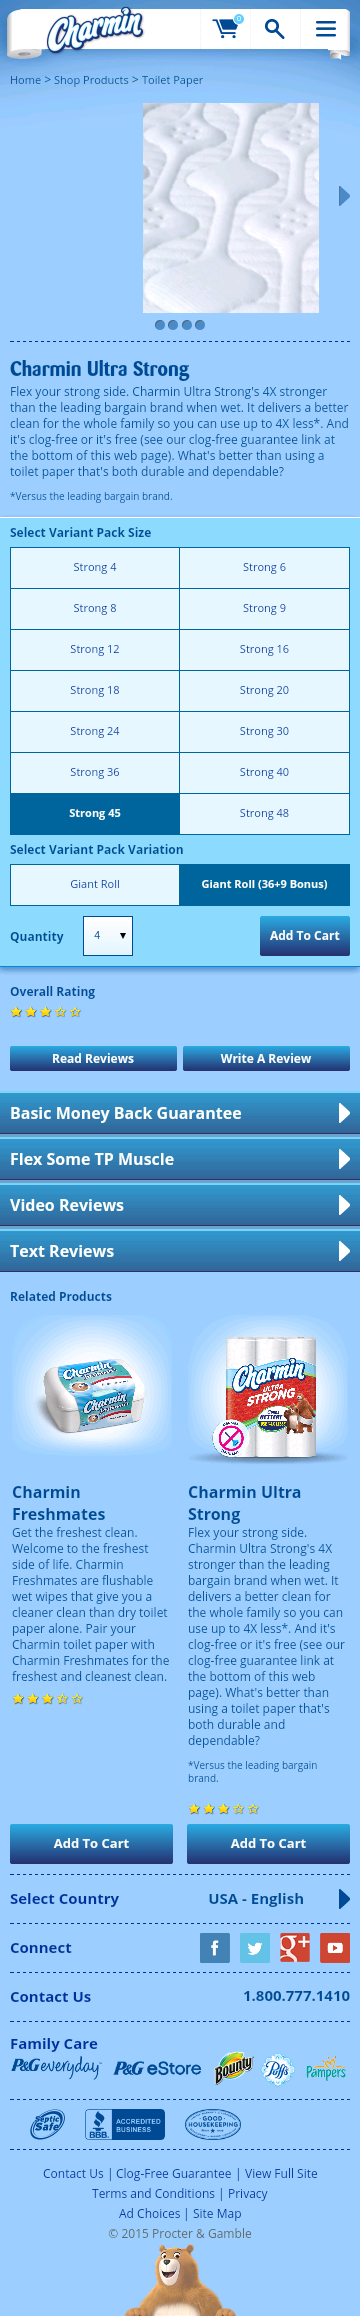 Charmin
0
Home > Shop Products > Toilet Paper
Charmin Ultra Strong
Flex your strong side. Charmin Ultra Strong's 4X stronger
than the leading bargain brand when wet. It delivers a better
clean for the whole family so you can use up to 4X less*. And
it's clog-free or it's free (see our clog-free guarantee link at
the bottom of this web page). What's better than using a
toilet paper that's both durable and dependable?
*Versus the leading bargain brand.
Select Variant Pack Size
Strong 4 Strong 6
Strong 8 Strong 9
Strong 12 Strong 16
Strong 18 Strong 20
Strong 24 Strong 30
Strong 36 Strong 40
Strong 45 Strong 48
Select Variant Pack Variation
Giant Roll Giant Roll (36+9 Bonus)
Quantity 4 Add To Cart
Overall Rating
Read Reviews Write A Review
Basic Money Back Guarantee
Flex Some TP Muscle
Video Reviews
Text Reviews
Related Products
Charmin
Charmin
Charmin
ULTRA
STRONG
Charmin
Freshmates
Get the freshest clean.
Welcome to the freshest
side of life. Charmin
Freshmates are flushable
wet wipes that give you a
cleaner clean than dry toilet
paper alone. Pair your
Charmin toilet paper with
Charmin Freshmates for the
freshest and cleanest clean.
Charmin Ultra
Strong
Flex your strong side.
Charmin Ultra Strong's 4X
stronger than the leading
bargain brand when wet. It
delivers a better clean for
the whole family so you can
use up to 4X less*. And it's
clog-free or it's free (see our
clog-free guarantee link at
the bottom of this web
page). What's better than
using a toilet paper that's
both durable and
dependable?
*Versus the leading bargain
brand.
Add To Cart Add To Cart
Select Country USA - English
Connect f g+
Contact Us 1.800.777.1410
Family Care
P&G everyday P&G eStore Bounty Puffs Pampers
Septic Safe BBB. ACCREDITED BUSINESS GOOD HOUSEKEEPING
Contact Us | Clog-Free Guarantee | View Full Site
Terms and Conditions | Privacy
Ad Choices | Site Map
© 2015 Procter & Gamble